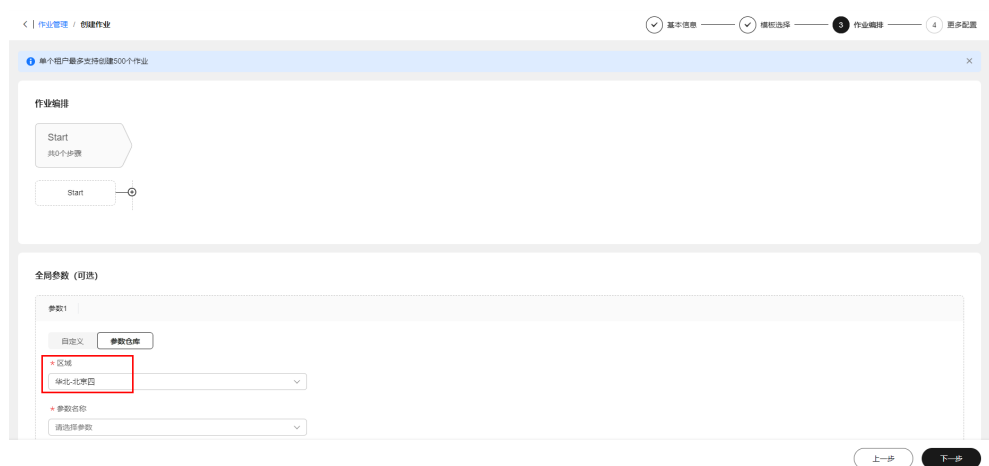 作业管理 / 创建作业
基本信息 模板选择 3 作业编排 4 更多配置
单个租户最多支持创建500个作业
作业编排
Start
共0个步骤
Start
全局参数（可选）
参数1
自定义 参数仓库
* 区域
华北-北京四
* 参数名称
请选择参数
上一步 下一步